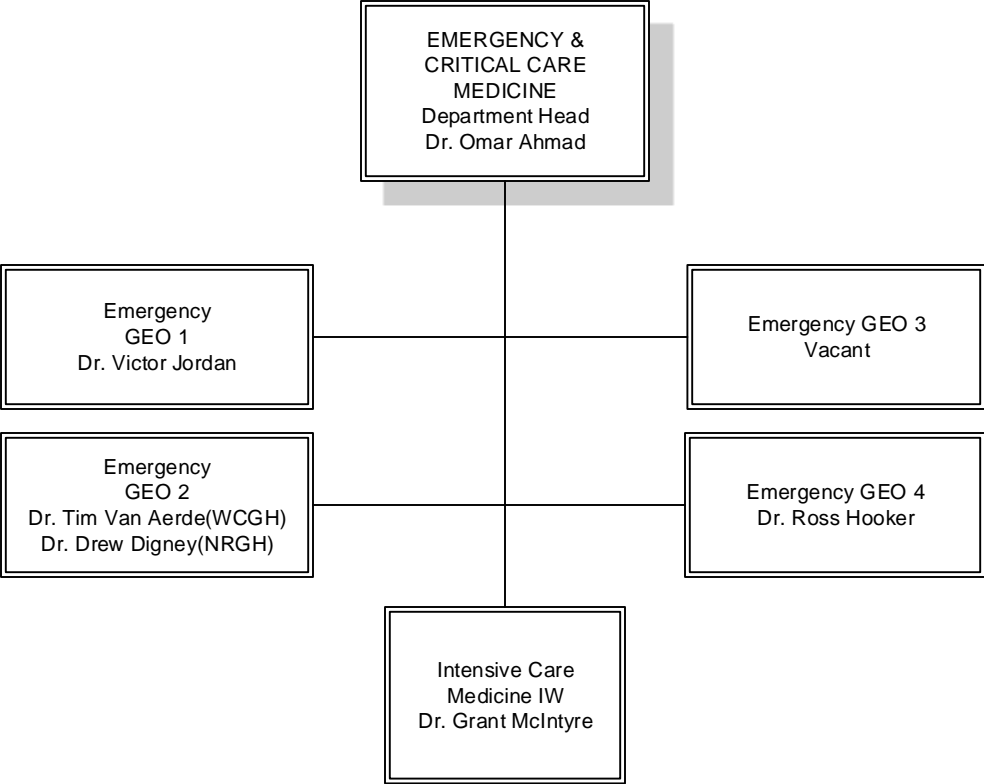 EMERGENCY &
CRITICAL CARE
MEDICINE
Department Head
Dr. Omar Ahmad
Emergency
GEO 1
Dr. Victor Jordan
Emergency GEO 3
Vacant
Emergency
GEO 2
Dr. Tim Van Aerde(WCGH)
Dr. Drew Digney(NRGH)
Emergency GEO 4
Dr. Ross Hooker
Intensive Care
Medicine IW
Dr. Grant McIntyre